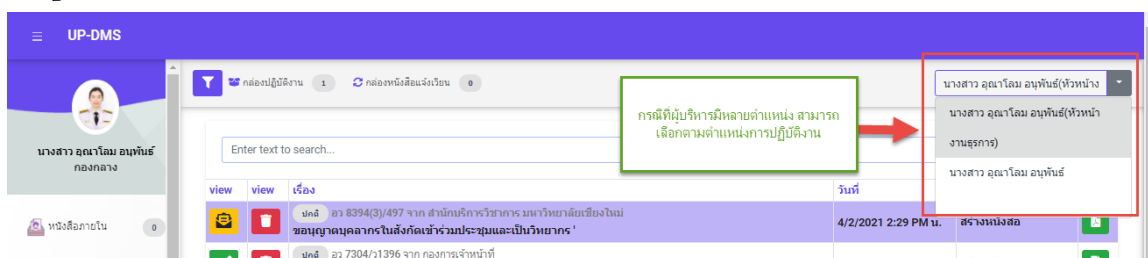 UP-DMS
กล่องปฏิบัติงาน 1 กล่องหนังสือแจ้งเวียน 0
นางสาว อุณาโลม อนุพันธ์(หัวหน้าง
กรณีที่ผู้บริหารมีหลายตำแหน่ง สามารถ
เลือกตามตำแหน่งการปฏิบัติงาน
นางสาว อุณาโลม อนุพันธ์(หัวหน้า
งานธุรการ)
นางสาว อุณาโลม อนุพันธ์
นางสาว อุณาโลม อนุพันธ์
กองกลาง
Enter text to search...
view view เรื่อง วันที่
ปกติ อว 8394(3)/497 จาก สำนักบริการวิชาการ มหาวิทยาลัยเชียงใหม่
ขอนุญาตบุคลากรในสังกัดเข้าร่วมประชุมและเป็นวิทยากร '
4/2/2021 2:29 PM น. สร้างหนังสือ
หนังสือภายใน 0
ปกติ อว 7304/ว1396 จาก กองการเจ้าหน้าที่